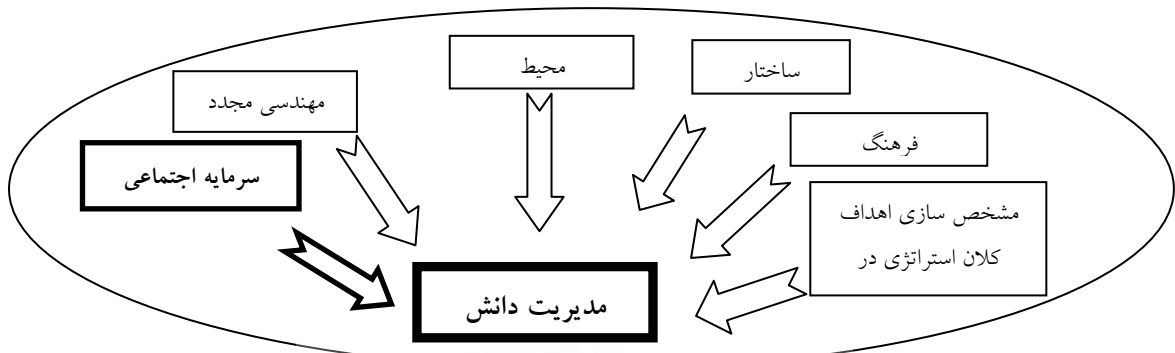 ساختار
محیط
مهندسی مجدد
فرهنگ
سرمایه اجتماعی
مشخص سازی اهداف
کلان استراتژی در
مدیریت دانش